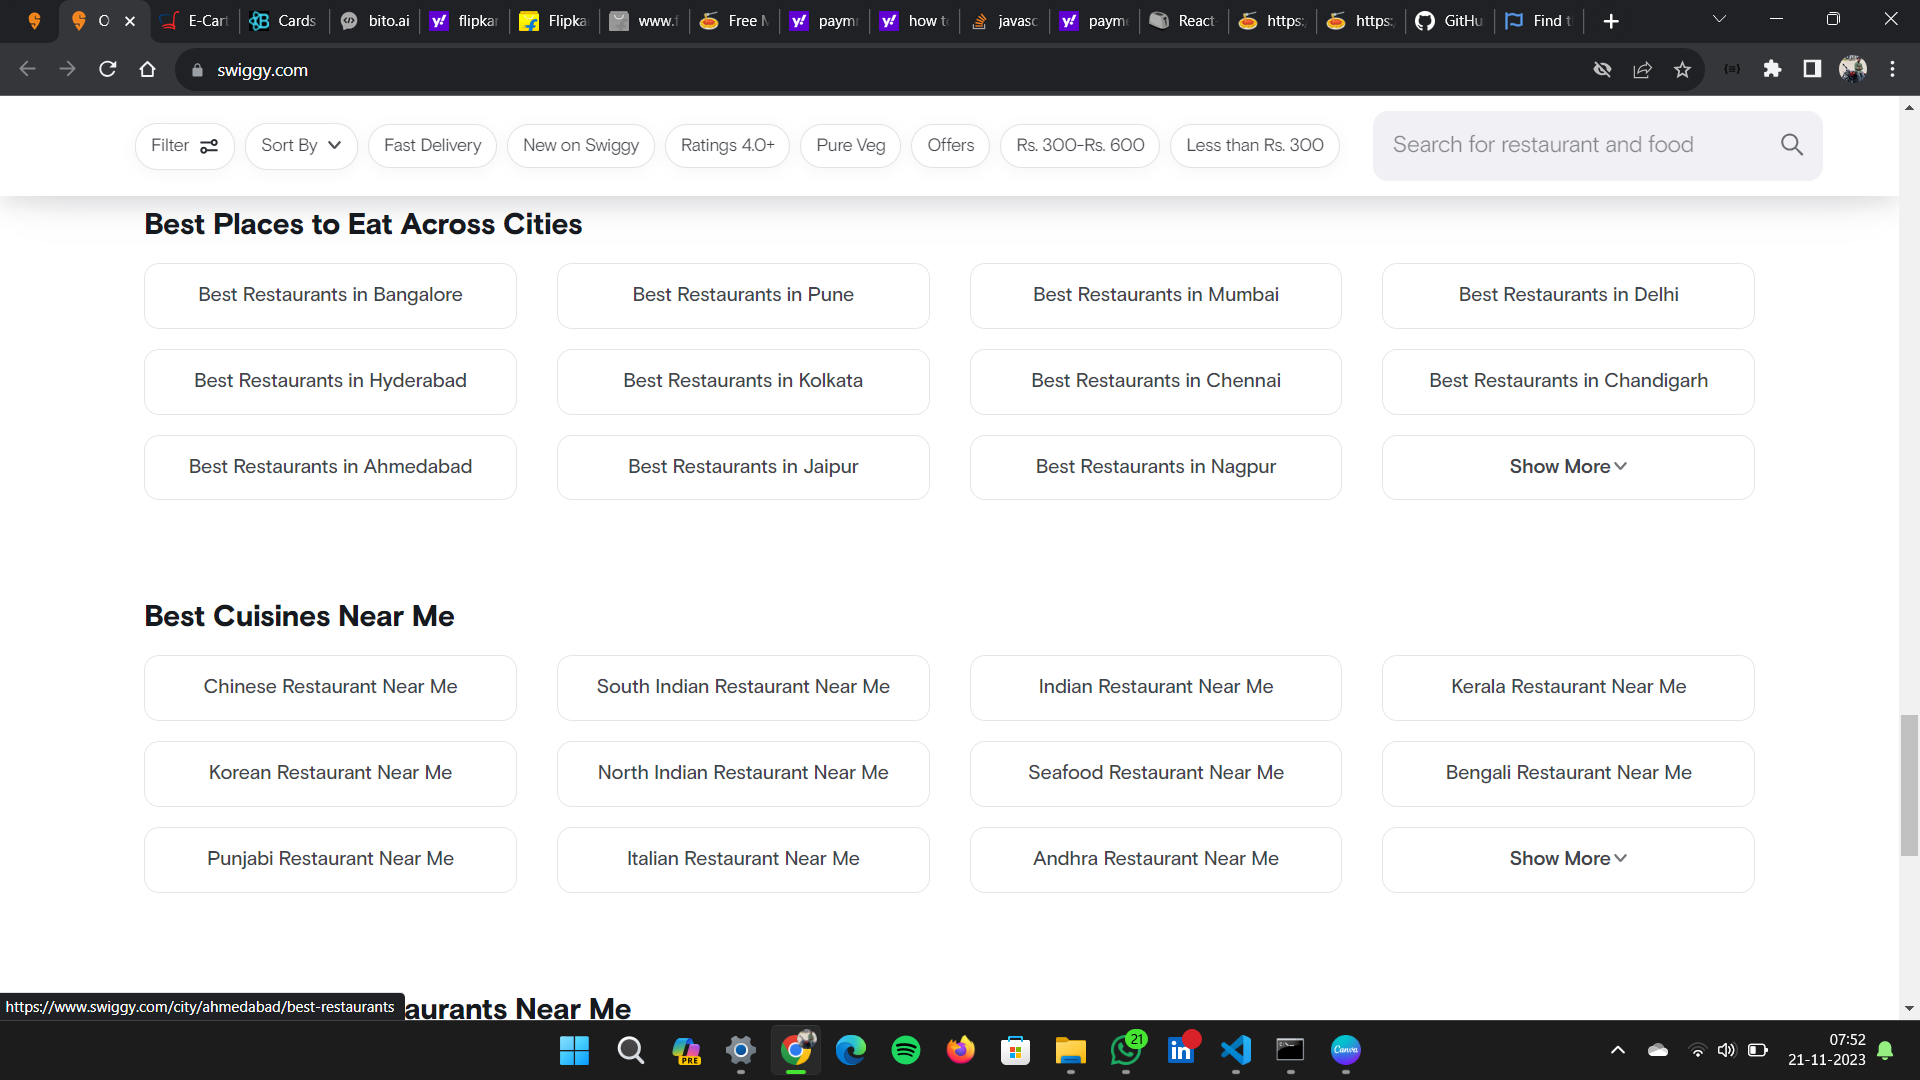 O
E-Cart
Cards
bito.ai
flipkar
Flipka
www.f
Free M
paym
how t
javasc
payme
React
https:/
https:/
GitHu
Find t
swiggy.com
Filter
Sort By
Fast Delivery
New on Swiggy
Ratings 4.0+
Pure Veg
Offers
Rs. 300-Rs. 600
Less than Rs. 300
Search for restaurant and food
Best Places to Eat Across Cities
Best Restaurants in Bangalore
Best Restaurants in Pune
Best Restaurants in Mumbai
Best Restaurants in Delhi
Best Restaurants in Hyderabad
Best Restaurants in Kolkata
Best Restaurants in Chennai
Best Restaurants in Chandigarh
Best Restaurants in Ahmedabad
Best Restaurants in Jaipur
Best Restaurants in Nagpur
Show More
Best Cuisines Near Me
Chinese Restaurant Near Me
South Indian Restaurant Near Me
Indian Restaurant Near Me
Kerala Restaurant Near Me
Korean Restaurant Near Me
North Indian Restaurant Near Me
Seafood Restaurant Near Me
Bengali Restaurant Near Me
Punjabi Restaurant Near Me
Italian Restaurant Near Me
Andhra Restaurant Near Me
Show More
https://www.swiggy.com/city/ahmedabad/best-restaurants
aurants Near Me
PRE
21
in
Canva
07:52
21-11-2023